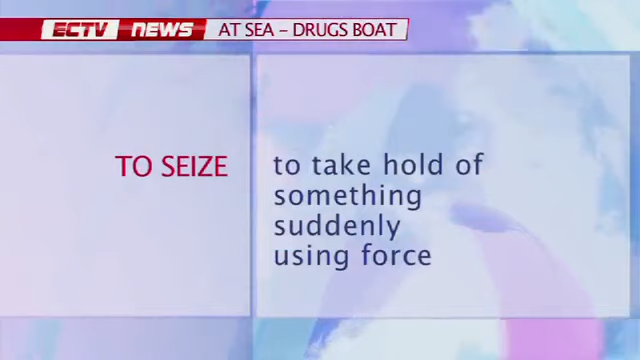 ECTV NEWS AT SEA – DRUGS BOAT
TO SEIZE
to take hold of
something
suddenly
using force